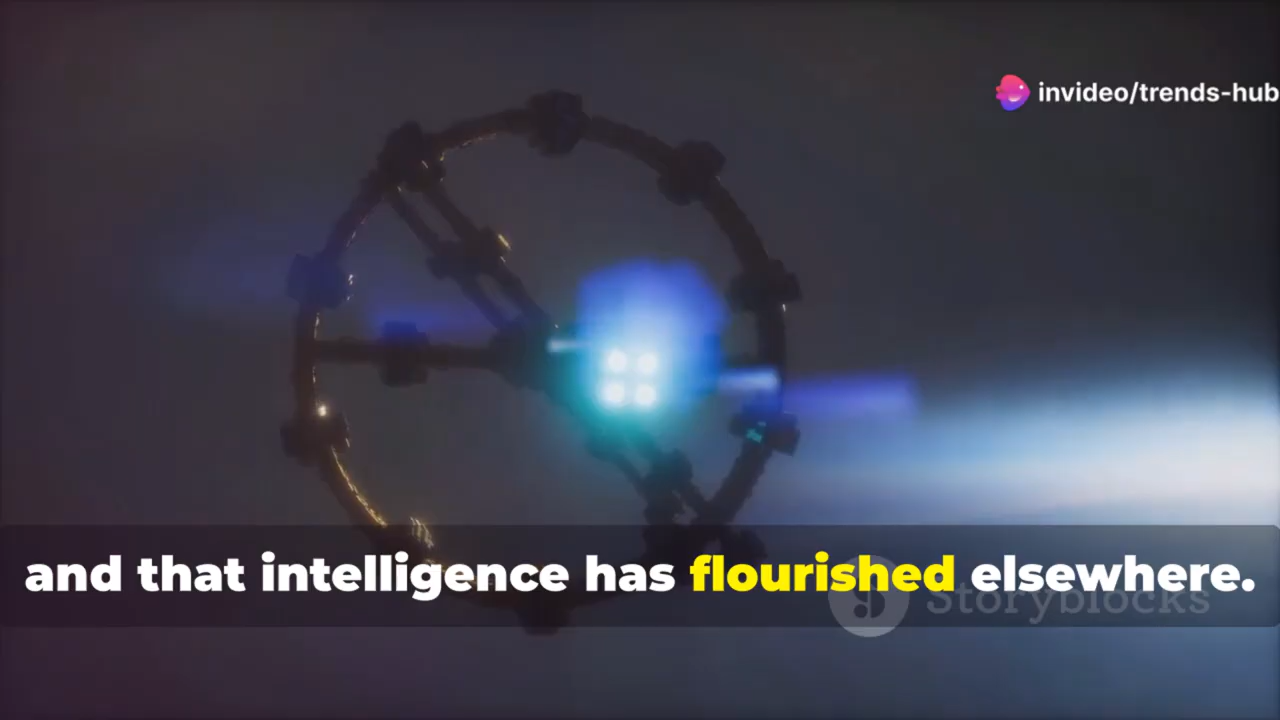 invideo/trends-hub
and that intelligence has flourished elsewhere.
Storyblocks